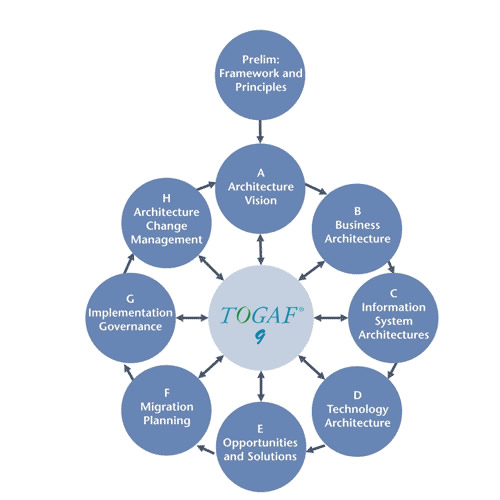 Prelim:
Framework and
Principles
A
Architecture
Vision
B
Business
Architecture
C
Information
System
Architectures
D
Technology
Architecture
E
Opportunities
and Solutions
F
Migration
Planning
G
Implementation
Governance
H
Architecture
Change
Management
TOGAF®
9